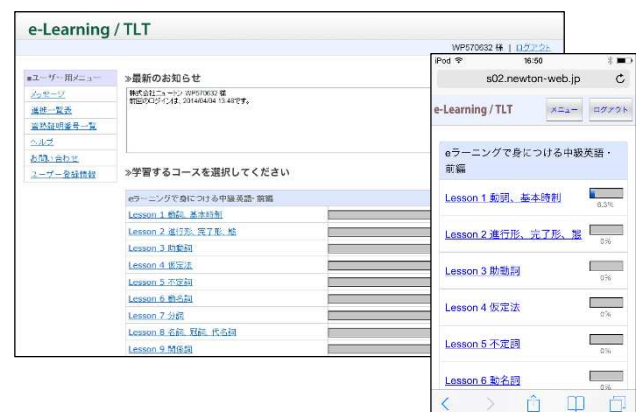 e-Learning / TLT
WP570632 様 | ログアウト
■ユーザー用メニュー
メッセージ
進捗一覧表
ヘルプ
お問い合わせ
ユーザー登録情報
≫最新のお知らせ
株式会社ニュートン WP570632 様
前回のログインは、2014/04/04 13:48です。
≫学習するコースを選択してください
eラーニングで身につける中級英語・前編
Lesson 1 動詞、基本時制
Lesson 2 進行形、完了形、態
Lesson 3 助動詞
Lesson 4 仮定法
Lesson 5 不定詞
Lesson 6 動名詞
Lesson 7 分詞
Lesson 8 名詞、冠詞、代名詞
Lesson 9 関係詞
iPod 16:50
s02.newton-web.jp
e-Learning / TLT メニュー ログアウト
eラーニングで身につける中級英語・
前編
Lesson 1 動詞、基本時制
8.3%
Lesson 2 進行形、完了形、態
0%
Lesson 3 助動詞
0%
Lesson 4 仮定法
0%
Lesson 5 不定詞
0%
Lesson 6 動名詞
0%